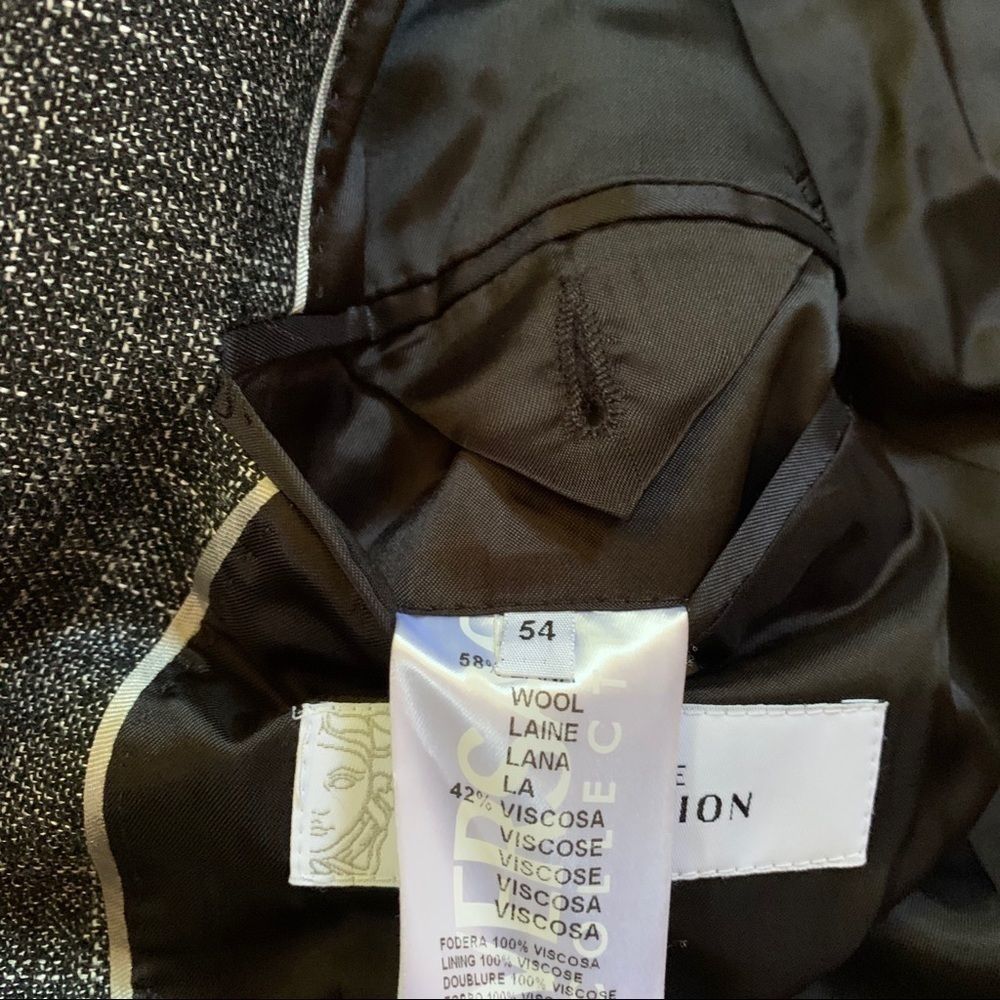 54
58%
WOOL
LAINE
LANA
LA
42% VISCOSA
VISCOSE
VISCOSE
VISCOSA
VISCOSA
FODERA 100% VISCOSA
LINING 100% VISCOSE
DOUBLURE 100% VISCOSE
E
ION